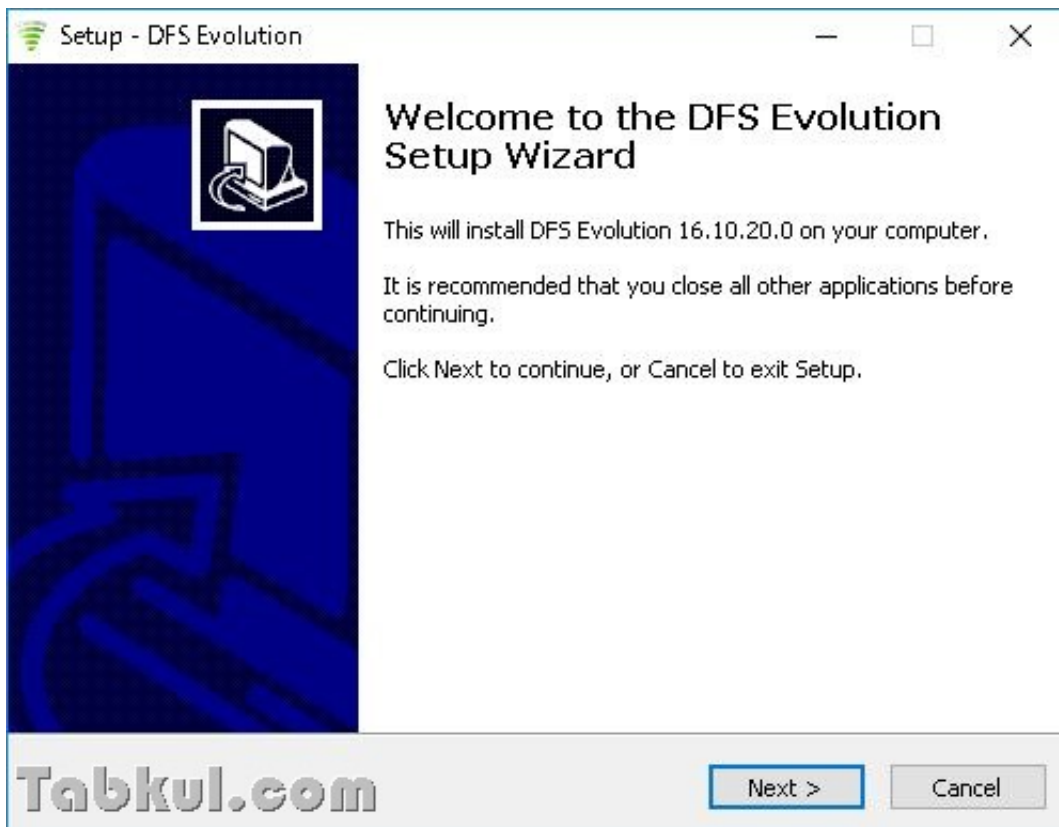 Setup - DFS Evolution
Welcome to the DFS Evolution
Setup Wizard
This will install DFS Evolution 16.10.20.0 on your computer.
It is recommended that you close all other applications before
continuing.
Click Next to continue, or Cancel to exit Setup.
Tabkul.com
Next >
Cancel